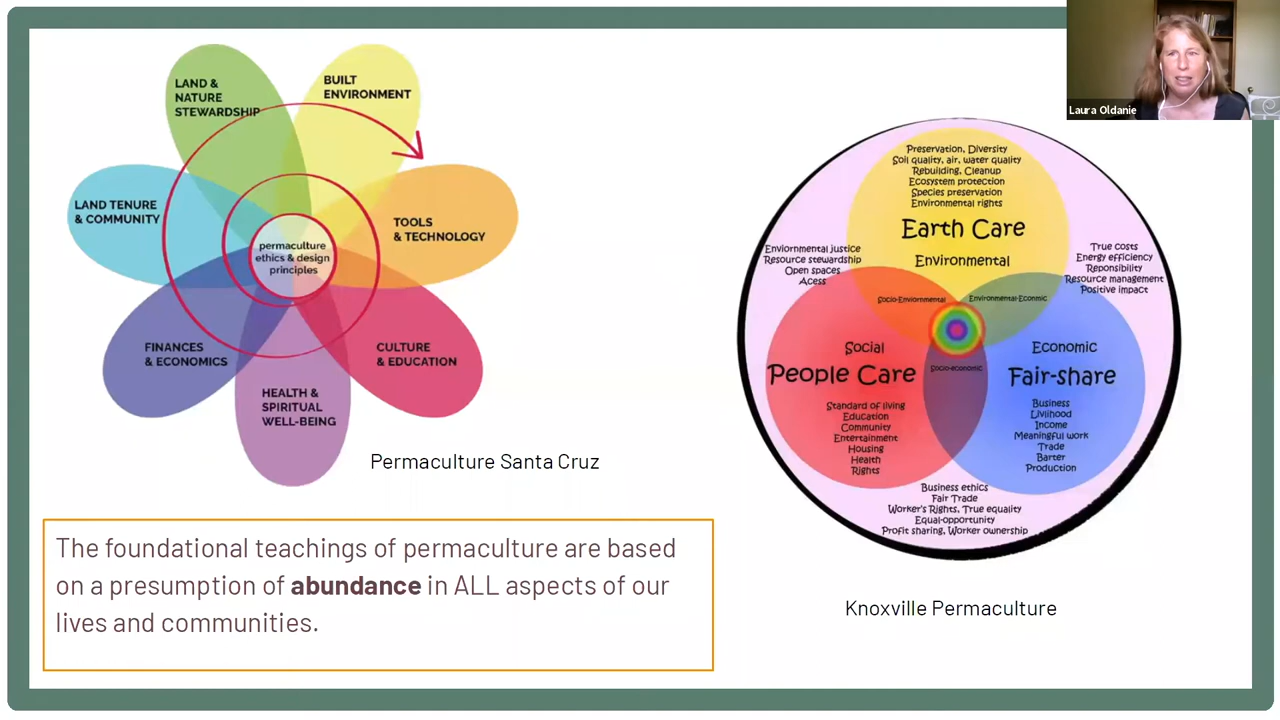 LAND &
NATURE
STEWARDSHIP
BUILT
ENVIRONMENT
LAND TENURE
& COMMUNITY
TOOLS
& TECHNOLOGY
permaculture
ethics & design
principles
FINANCES
& ECONOMICS
CULTURE
& EDUCATION
HEALTH &
SPIRITUAL
WELL-BEING
Permaculture Santa Cruz
The foundational teachings of permaculture are based
on a presumption of abundance in ALL aspects of our
lives and communities.
Laura Oldanie
Preservation, Diversity
Soil quality, air, water quality
Rebuilding, Cleanup
Ecosystem protection
Species preservation
Environmental rights
Earth Care
Environmental
Enviornmental justice
Resource stewardship
Open spaces
Acess
True costs
Energy efficiency
Reponsibility
Resource management
Positive impact
Socio-Enviornmental
Environmental-Econmic
Socio-economic
Social
People Care
Standard of living
Education
Community
Entertainment
Housing
Health
Rights
Economic
Fair-share
Business
Livlihood
Income
Meaningful work
Trade
Barter
Production
Business ethics
Fair Trade
Worker's Rights, True equality
Equal-opportunity
Profit sharing, Worker ownership
Knoxville Permaculture